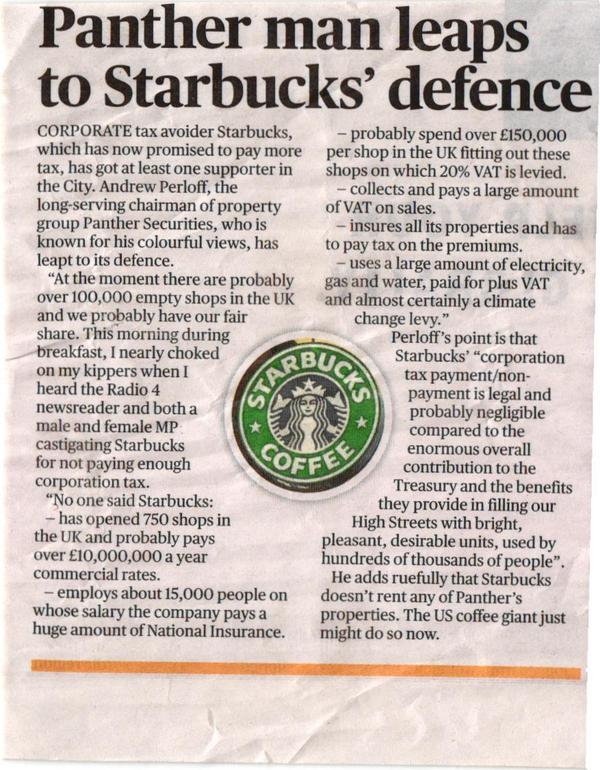 Panther man leaps
to Starbucks’ defence
CORPORATE tax avoider Starbucks,
which has now promised to pay more
tax, has got at least one supporter in
the City. Andrew Perloff, the
long-serving chairman of property
group Panther Securities, who is
known for his colourful views, has
leapt to its defence.
“At the moment there are probably
over 100,000 empty shops in the UK
and we probably have our fair
share. This morning during
breakfast, I nearly choked
on my kippers when I
heard the Radio 4
newsreader and both a
male and female MP
castigating Starbucks
for not paying enough
corporation tax.
“No one said Starbucks:
– has opened 750 shops in
the UK and probably pays
over £10,000,000 a year
commercial rates.
– employs about 15,000 people on
whose salary the company pays a
huge amount of National Insurance.
– probably spend over £150,000
per shop in the UK fitting out these
shops on which 20% VAT is levied.
– collects and pays a large amount
of VAT on sales.
– insures all its properties and has
to pay tax on the premiums.
– uses a large amount of electricity,
gas and water, paid for plus VAT
and almost certainly a climate
change levy.”
Perloff’s point is that
Starbucks’ “corporation
tax payment/non-
payment is legal and
probably negligible
compared to the
enormous overall
contribution to the
Treasury and the benefits
they provide in filling our
High Streets with bright,
pleasant, desirable units, used by
hundreds of thousands of people”.
He adds ruefully that Starbucks
doesn’t rent any of Panther’s
properties. The US coffee giant just
might do so now.
STARBUCKS
COFFEE